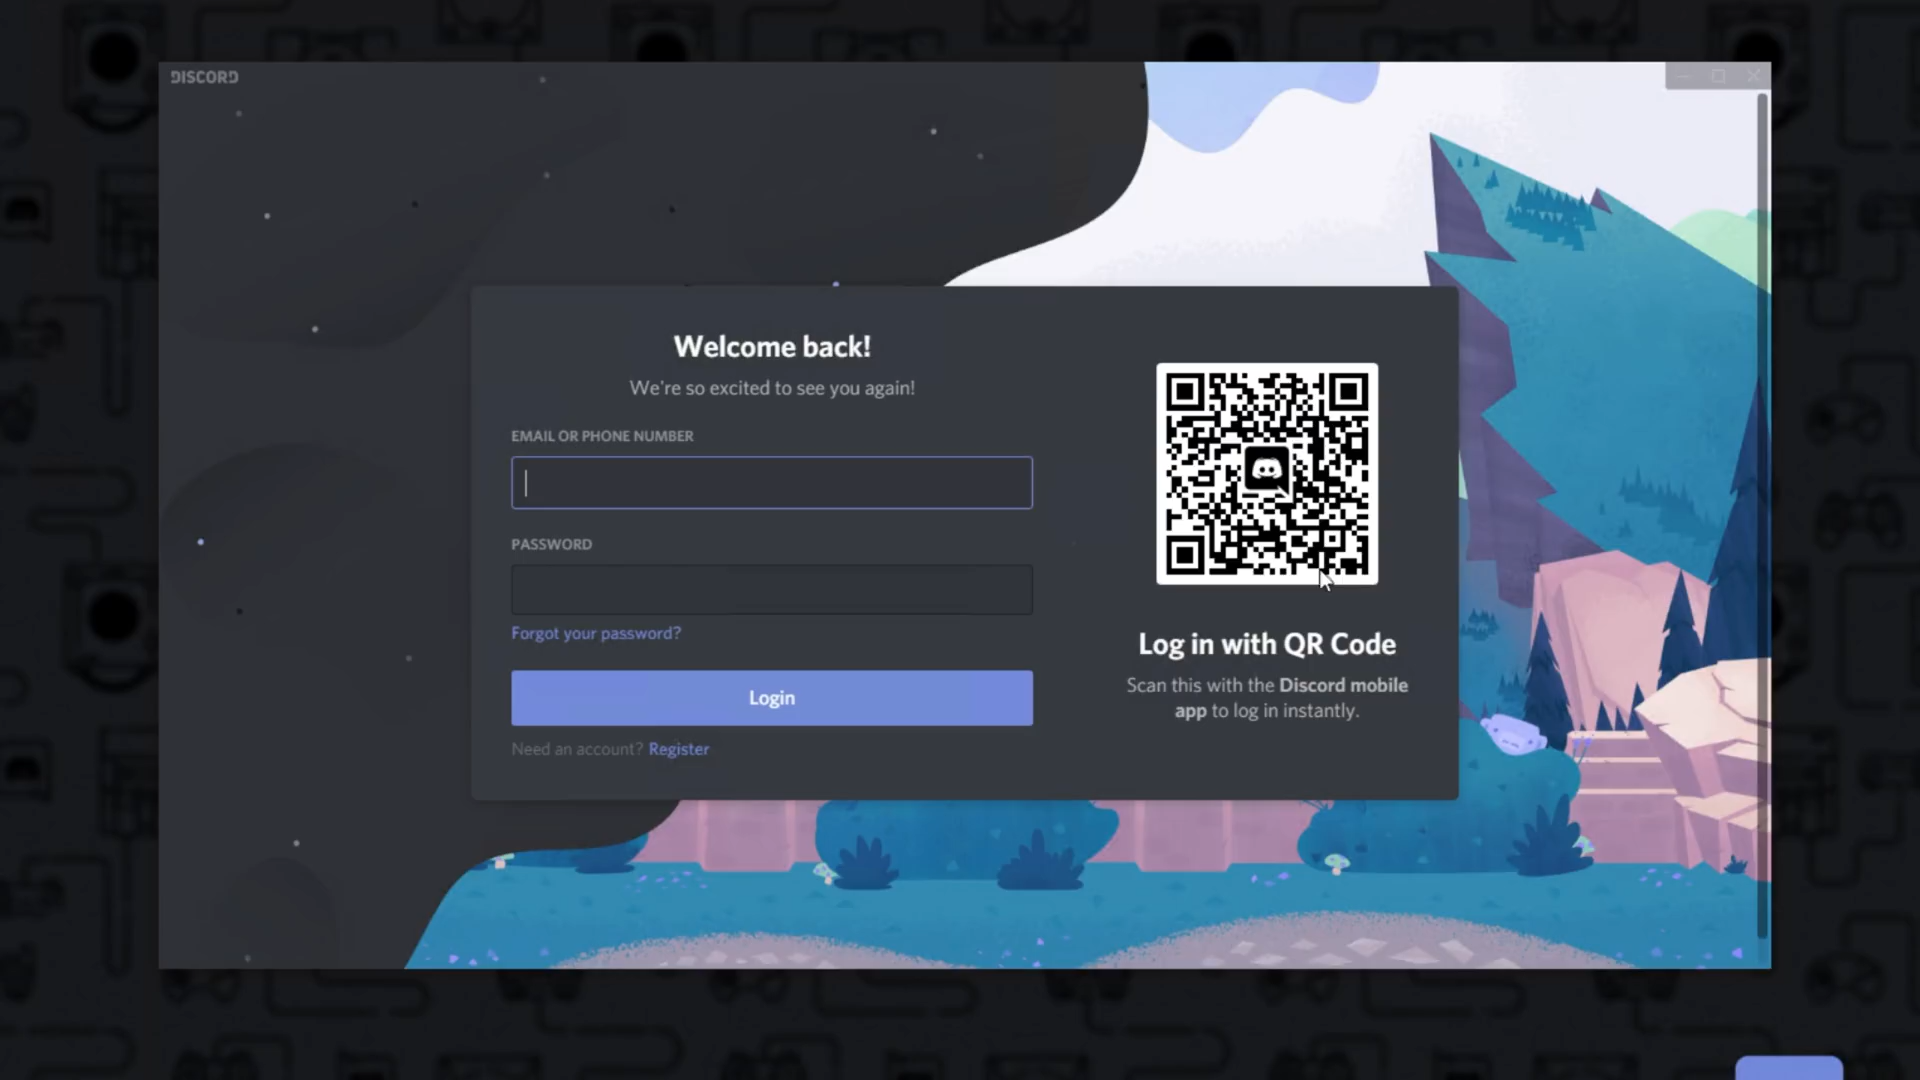 DISCORD
Welcome back!
We're so excited to see you again!
EMAIL OR PHONE NUMBER
PASSWORD
Forgot your password?
Login
Need an account? Register
Log in with QR Code
Scan this with the Discord mobile
app to log in instantly.